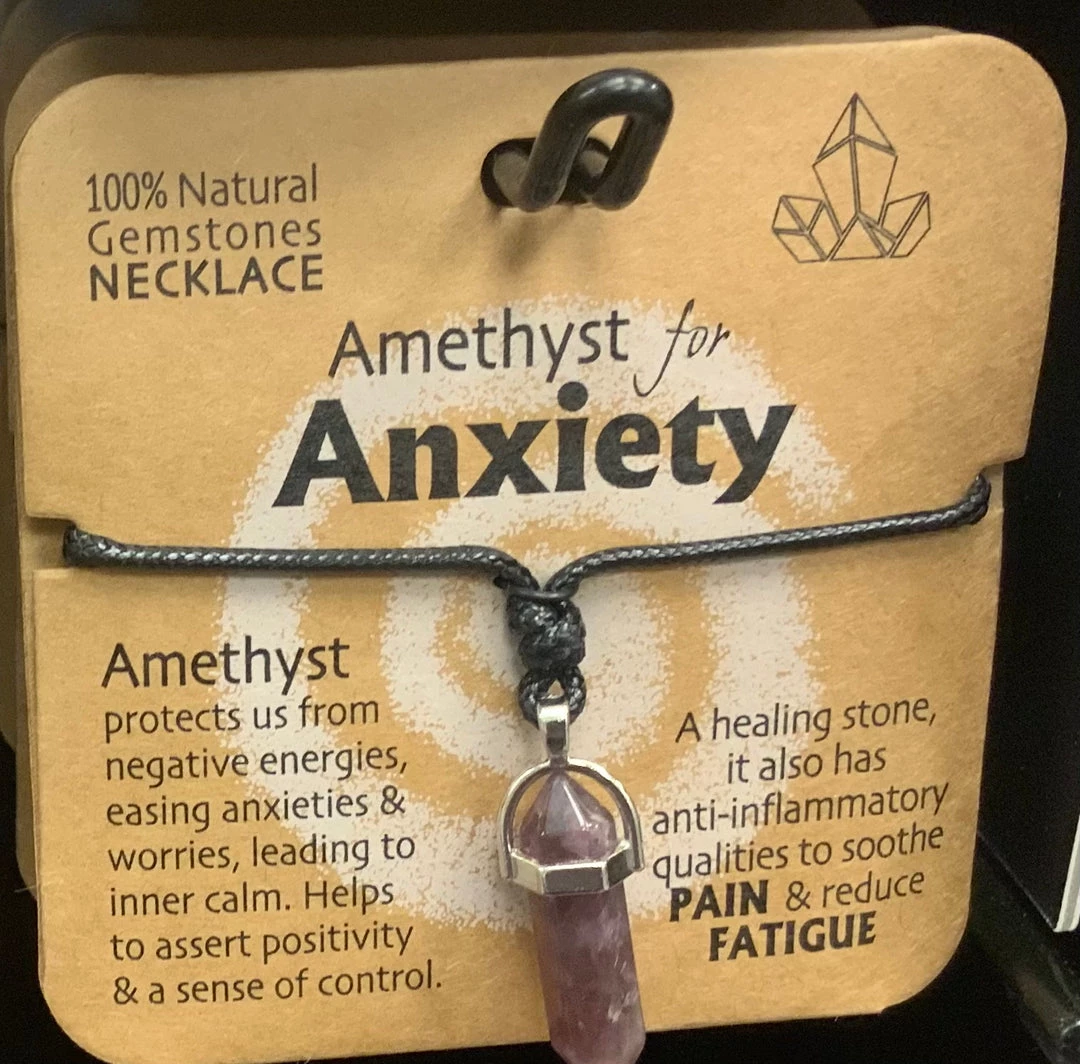 100% Natural
Gemstones
NECKLACE
Amethyst for
Anxiety
Amethyst
protects us from
negative energies,
easing anxieties &
worries, leading to
inner calm. Helps
to assert positivity
& a sense of control.
A healing stone,
it also has
anti-inflammatory
qualities to soothe
PAIN & reduce
FATIGUE